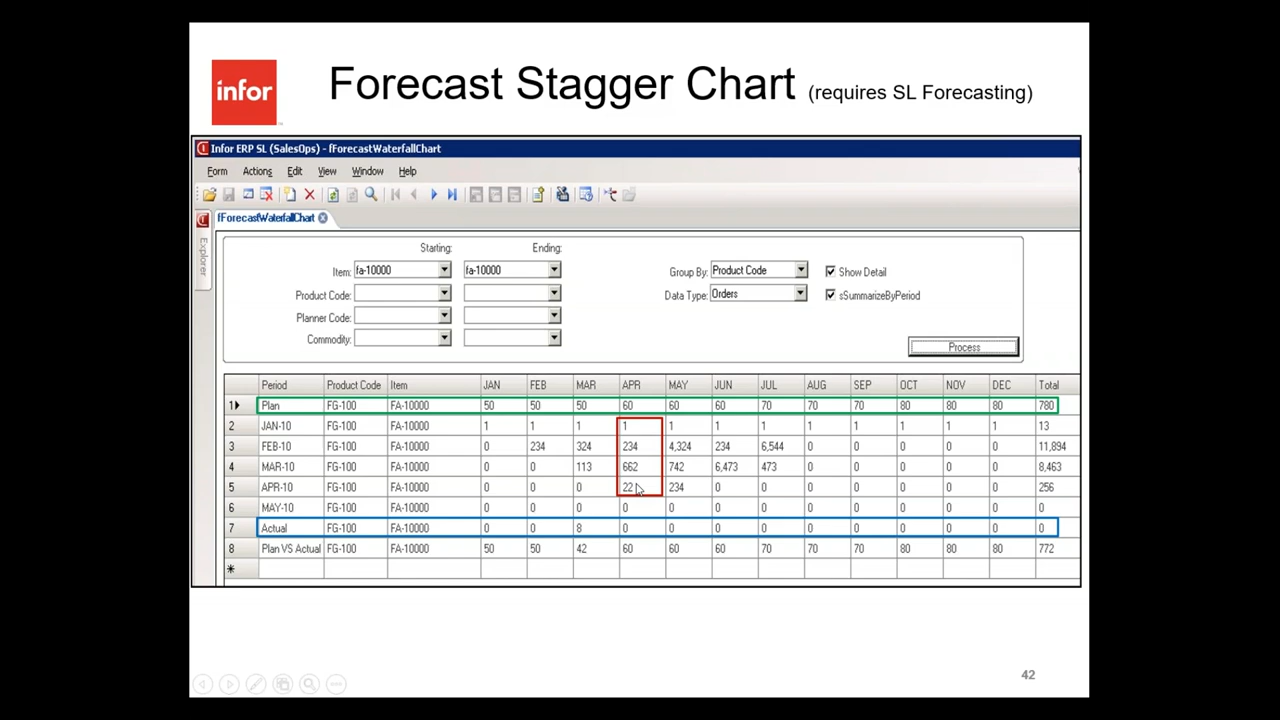 infor
Forecast Stagger Chart (requires SL Forecasting)
Infor ERP SL (SalesOps) - fForecastWaterfallChart
Form Actions Edit View Window Help
fForecastWaterfallChart
Explorer
Starting: Ending:
Item: fa-10000 fa-10000 Group By: Product Code Show Detail
Product Code: Data Type: Orders sSummarizeByPeriod
Planner Code:
Commodity:
Process
Period Product Code Item JAN FEB MAR APR MAY JUN JUL AUG SEP OCT NOV DEC Total
1 Plan FG-100 FA-10000 50 50 50 60 60 60 70 70 70 80 80 80 780
2 JAN-10 FG-100 FA-10000 1 1 1 1 1 1 1 1 1 1 1 1 13
3 FEB-10 FG-100 FA-10000 0 234 324 234 4,324 234 6,544 0 0 0 0 0 11,894
4 MAR-10 FG-100 FA-10000 0 0 113 662 742 6,473 473 0 0 0 0 0 8,463
5 APR-10 FG-100 FA-10000 0 0 0 22 234 0 0 0 0 0 0 0 256
6 MAY-10 FG-100 FA-10000 0 0 0 0 0 0 0 0 0 0 0 0 0
7 Actual FG-100 FA-10000 0 0 8 0 0 0 0 0 0 0 0 0 0
8 Plan VS Actual FG-100 FA-10000 50 50 42 60 60 60 70 70 70 80 80 80 772
42